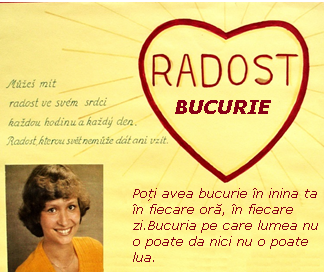 RADOST
BUCURIE
Můžeš mít
radost ve svém srdci
každou hodinu a každý den.
Radost, kterou svět nemůže dát ani vzít.
Poți avea bucurie în inina ta
în fiecare oră, în fiecare
zi.Bucuria pe care lumea nu
o poate da nici nu o poate
lua.